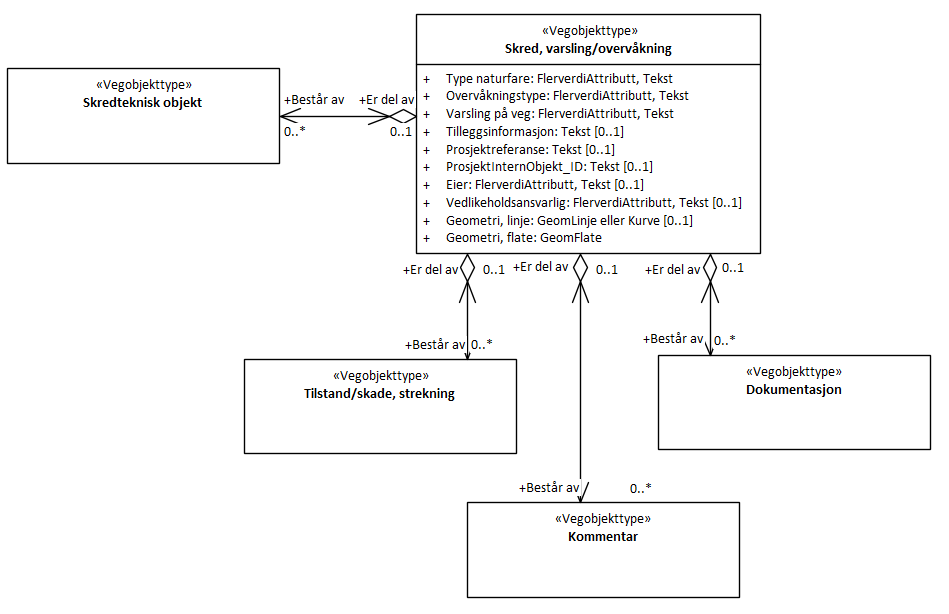 «Vegobjekttype»
Skred, varsling/overvåkning
+ Type naturfare: FlerverdiAttributt, Tekst
+ Overvåkningstype: FlerverdiAttributt, Tekst
+ Varsling på veg: FlerverdiAttributt, Tekst
+ Tilleggsinformasjon: Tekst [0..1]
+ Prosjektreferanse: Tekst [0..1]
+ ProsjektInternObjekt_ID: Tekst [0..1]
+ Eier: FlerverdiAttributt, Tekst [0..1]
+ Vedlikeholdsansvarlig: FlerverdiAttributt, Tekst [0..1]
+ Geometri, linje: GeomLinje eller Kurve [0..1]
+ Geometri, flate: GeomFlate
«Vegobjekttype»
Skredteknisk objekt
+Består av
+Er del av
0..*
0..1
+Er del av
0..1
+Er del av
0..1
+Er del av
0..1
+Består av
0..*
+Består av
0..*
«Vegobjekttype»
Tilstand/skade, strekning
«Vegobjekttype»
Dokumentasjon
+Består av
0..*
«Vegobjekttype»
Kommentar